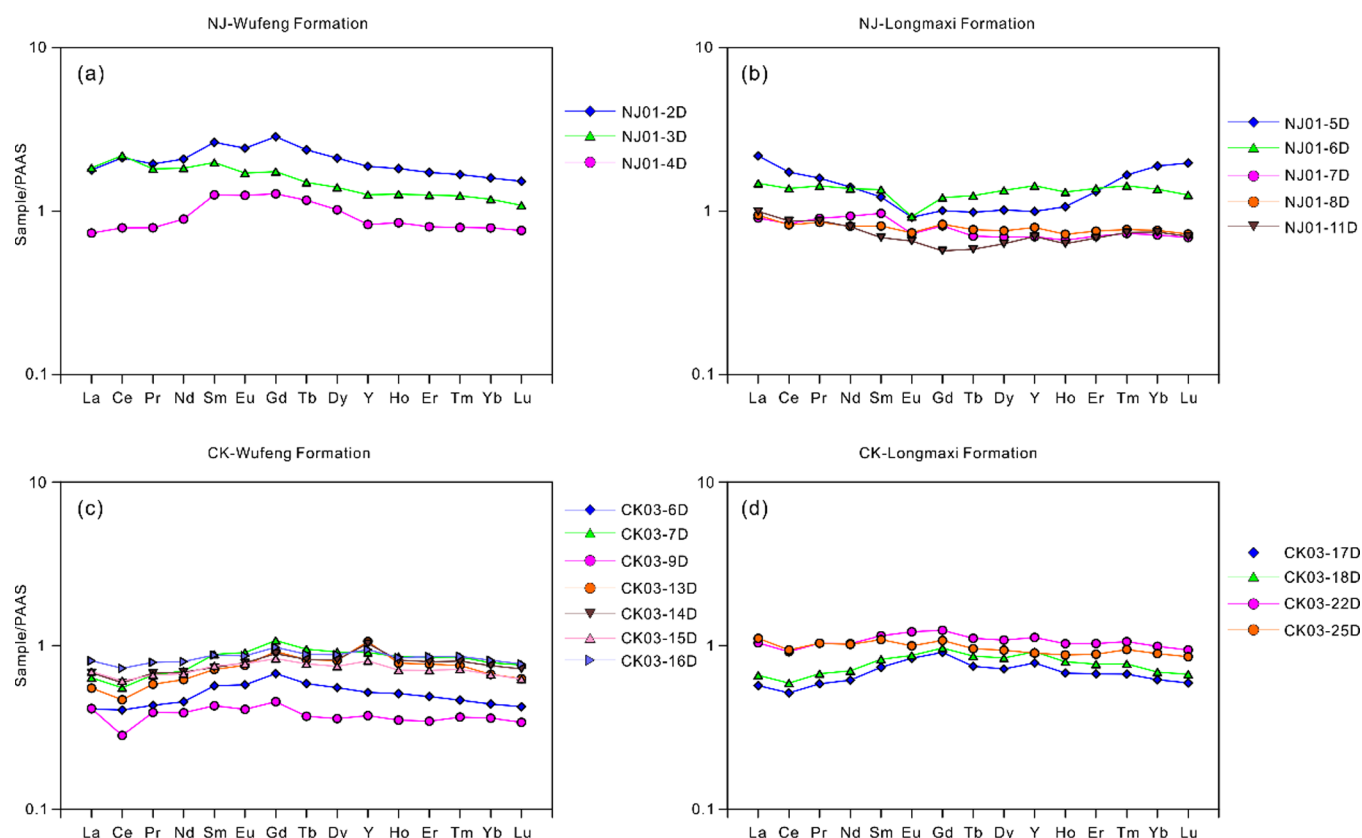 NJ-Wufeng Formation
10
(a)
Sample/PAAS
1
0.1
La Ce Pr Nd Sm Eu Gd Tb Dy Y Ho Er Tm Yb Lu
NJ01-2D
NJ01-3D
NJ01-4D
NJ-Longmaxi Formation
10
(b)
1
0.1
La Ce Pr Nd Sm Eu Gd Tb Dy Y Ho Er Tm Yb Lu
NJ01-5D
NJ01-6D
NJ01-7D
NJ01-8D
NJ01-11D
CK-Wufeng Formation
10
(c)
Sample/PAAS
1
0.1
La Ce Pr Nd Sm Eu Gd Tb Dy Y Ho Er Tm Yb Lu
CK03-6D
CK03-7D
CK03-9D
CK03-13D
CK03-14D
CK03-15D
CK03-16D
CK-Longmaxi Formation
10
(d)
1
0.1
La Ce Pr Nd Sm Eu Gd Tb Dy Y Ho Er Tm Yb Lu
CK03-17D
CK03-18D
CK03-22D
CK03-25D